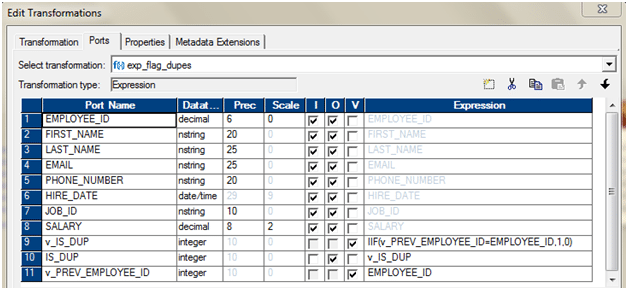 Edit Transformations
Transformation Ports Properties Metadata Extensions
Select transformation: f(x) exp_flag_dupes
Transformation type: Expression
Port Name Datat... Prec Scale I O V Expression
1 EMPLOYEE_ID decimal 6 0 EMPLOYEE_ID
2 FIRST_NAME nstring 20 0 FIRST_NAME
3 LAST_NAME nstring 25 0 LAST_NAME
4 EMAIL nstring 25 0 EMAIL
5 PHONE_NUMBER nstring 20 0 PHONE_NUMBER
6 HIRE_DATE date/time 29 9 HIRE_DATE
7 JOB_ID nstring 10 0 JOB_ID
8 SALARY decimal 8 2 SALARY
9 v_IS_DUP integer 10 0 IIF(v_PREV_EMPLOYEE_ID=EMPLOYEE_ID,1,0)
10 IS_DUP integer 10 0 v_IS_DUP
11 v_PREV_EMPLOYEE_ID integer 10 0 EMPLOYEE_ID